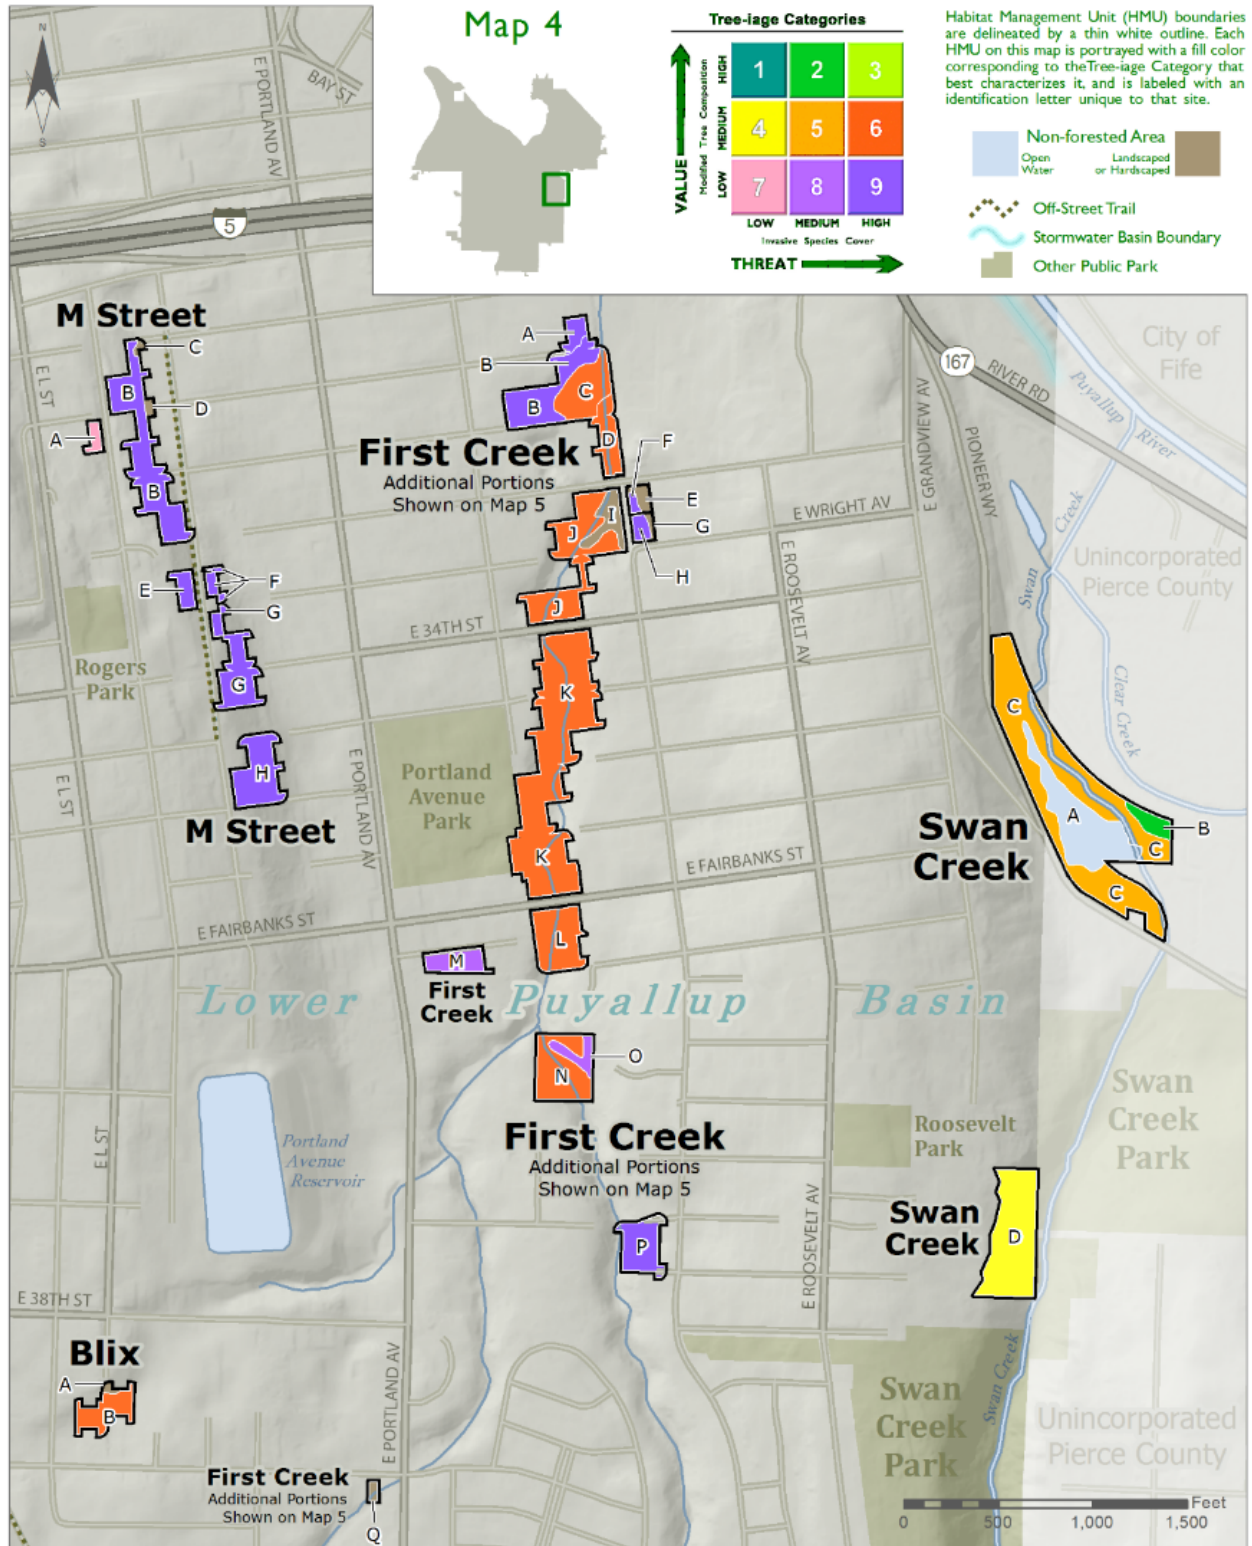 Map 4
Tree-iage Categories
VALUE
Modified Tree Composition
HIGH
MEDIUM
LOW
1
2
3
4
5
6
7
8
9
LOW
MEDIUM
HIGH
Invasive Species Cover
THREAT
Habitat Management Unit (HMU) boundaries
are delineated by a thin white outline. Each
HMU on this map is portrayed with a fill color
corresponding to theTree-iage Category that
best characterizes it, and is labeled with an
identification letter unique to that site.
Non-forested Area
Open
Water
Landscaped
or Hardscaped
Off-Street Trail
Stormwater Basin Boundary
Other Public Park
N
S
E PORTLAND AV
BAY ST
5
M Street
C
B
D
A
B
E L ST
E
F
G
G
Rogers
Park
H
M Street
E L ST
E PORTLAND AV
A
B
B
C
D
First Creek
Additional Portions
Shown on Map 5
F
E
G
H
I
J
J
E 34TH ST
K
K
Portland
Avenue
Park
E WRIGHT AV
E ROOSEVELT AV
E GRANDVIEW AV
PIONEER WY
167
RIVER RD
City of
Fife
Puyallup
River
Swan
Creek
Unincorporated
Pierce County
Clear Creek
C
A
B
C
C
Swan
Creek
E FAIRBANKS ST
E FAIRBANKS ST
L
M
First
Creek
Lower Puyallup Basin
N
O
First Creek
Additional Portions
Shown on Map 5
Portland
Avenue
Reservoir
E L ST
Roosevelt
Park
Swan
Creek
Park
Swan
Creek
D
P
E ROOSEVELT AV
E 38TH ST
Blix
A
B
E PORTLAND AV
First Creek
Additional Portions
Shown on Map 5
Q
Swan
Creek
Park
Swan Creek
Unincorporated
Pierce County
Feet
0
500
1,000
1,500